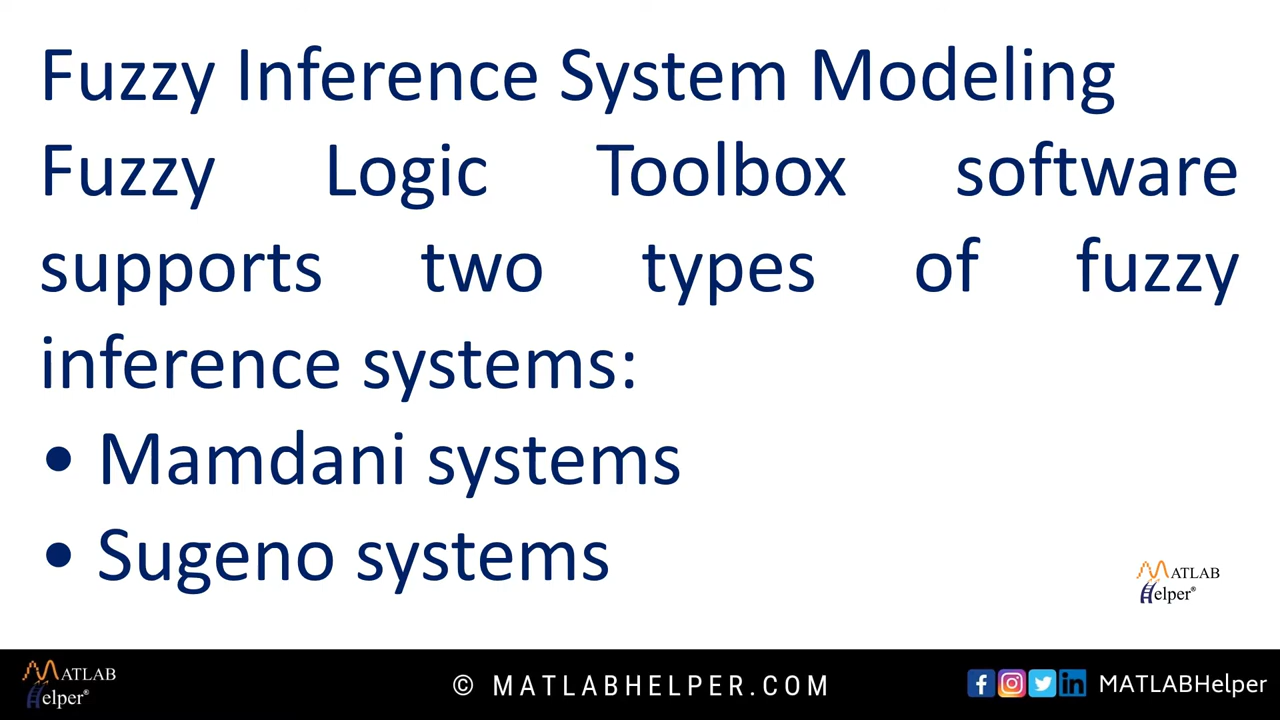 Fuzzy Inference System Modeling
Fuzzy Logic Toolbox software
supports two types of fuzzy
inference systems:
• Mamdani systems
• Sugeno systems
MATLAB
Helper®
MATLAB
Helper®
© MATLABHELPER.COM
MATLABHelper